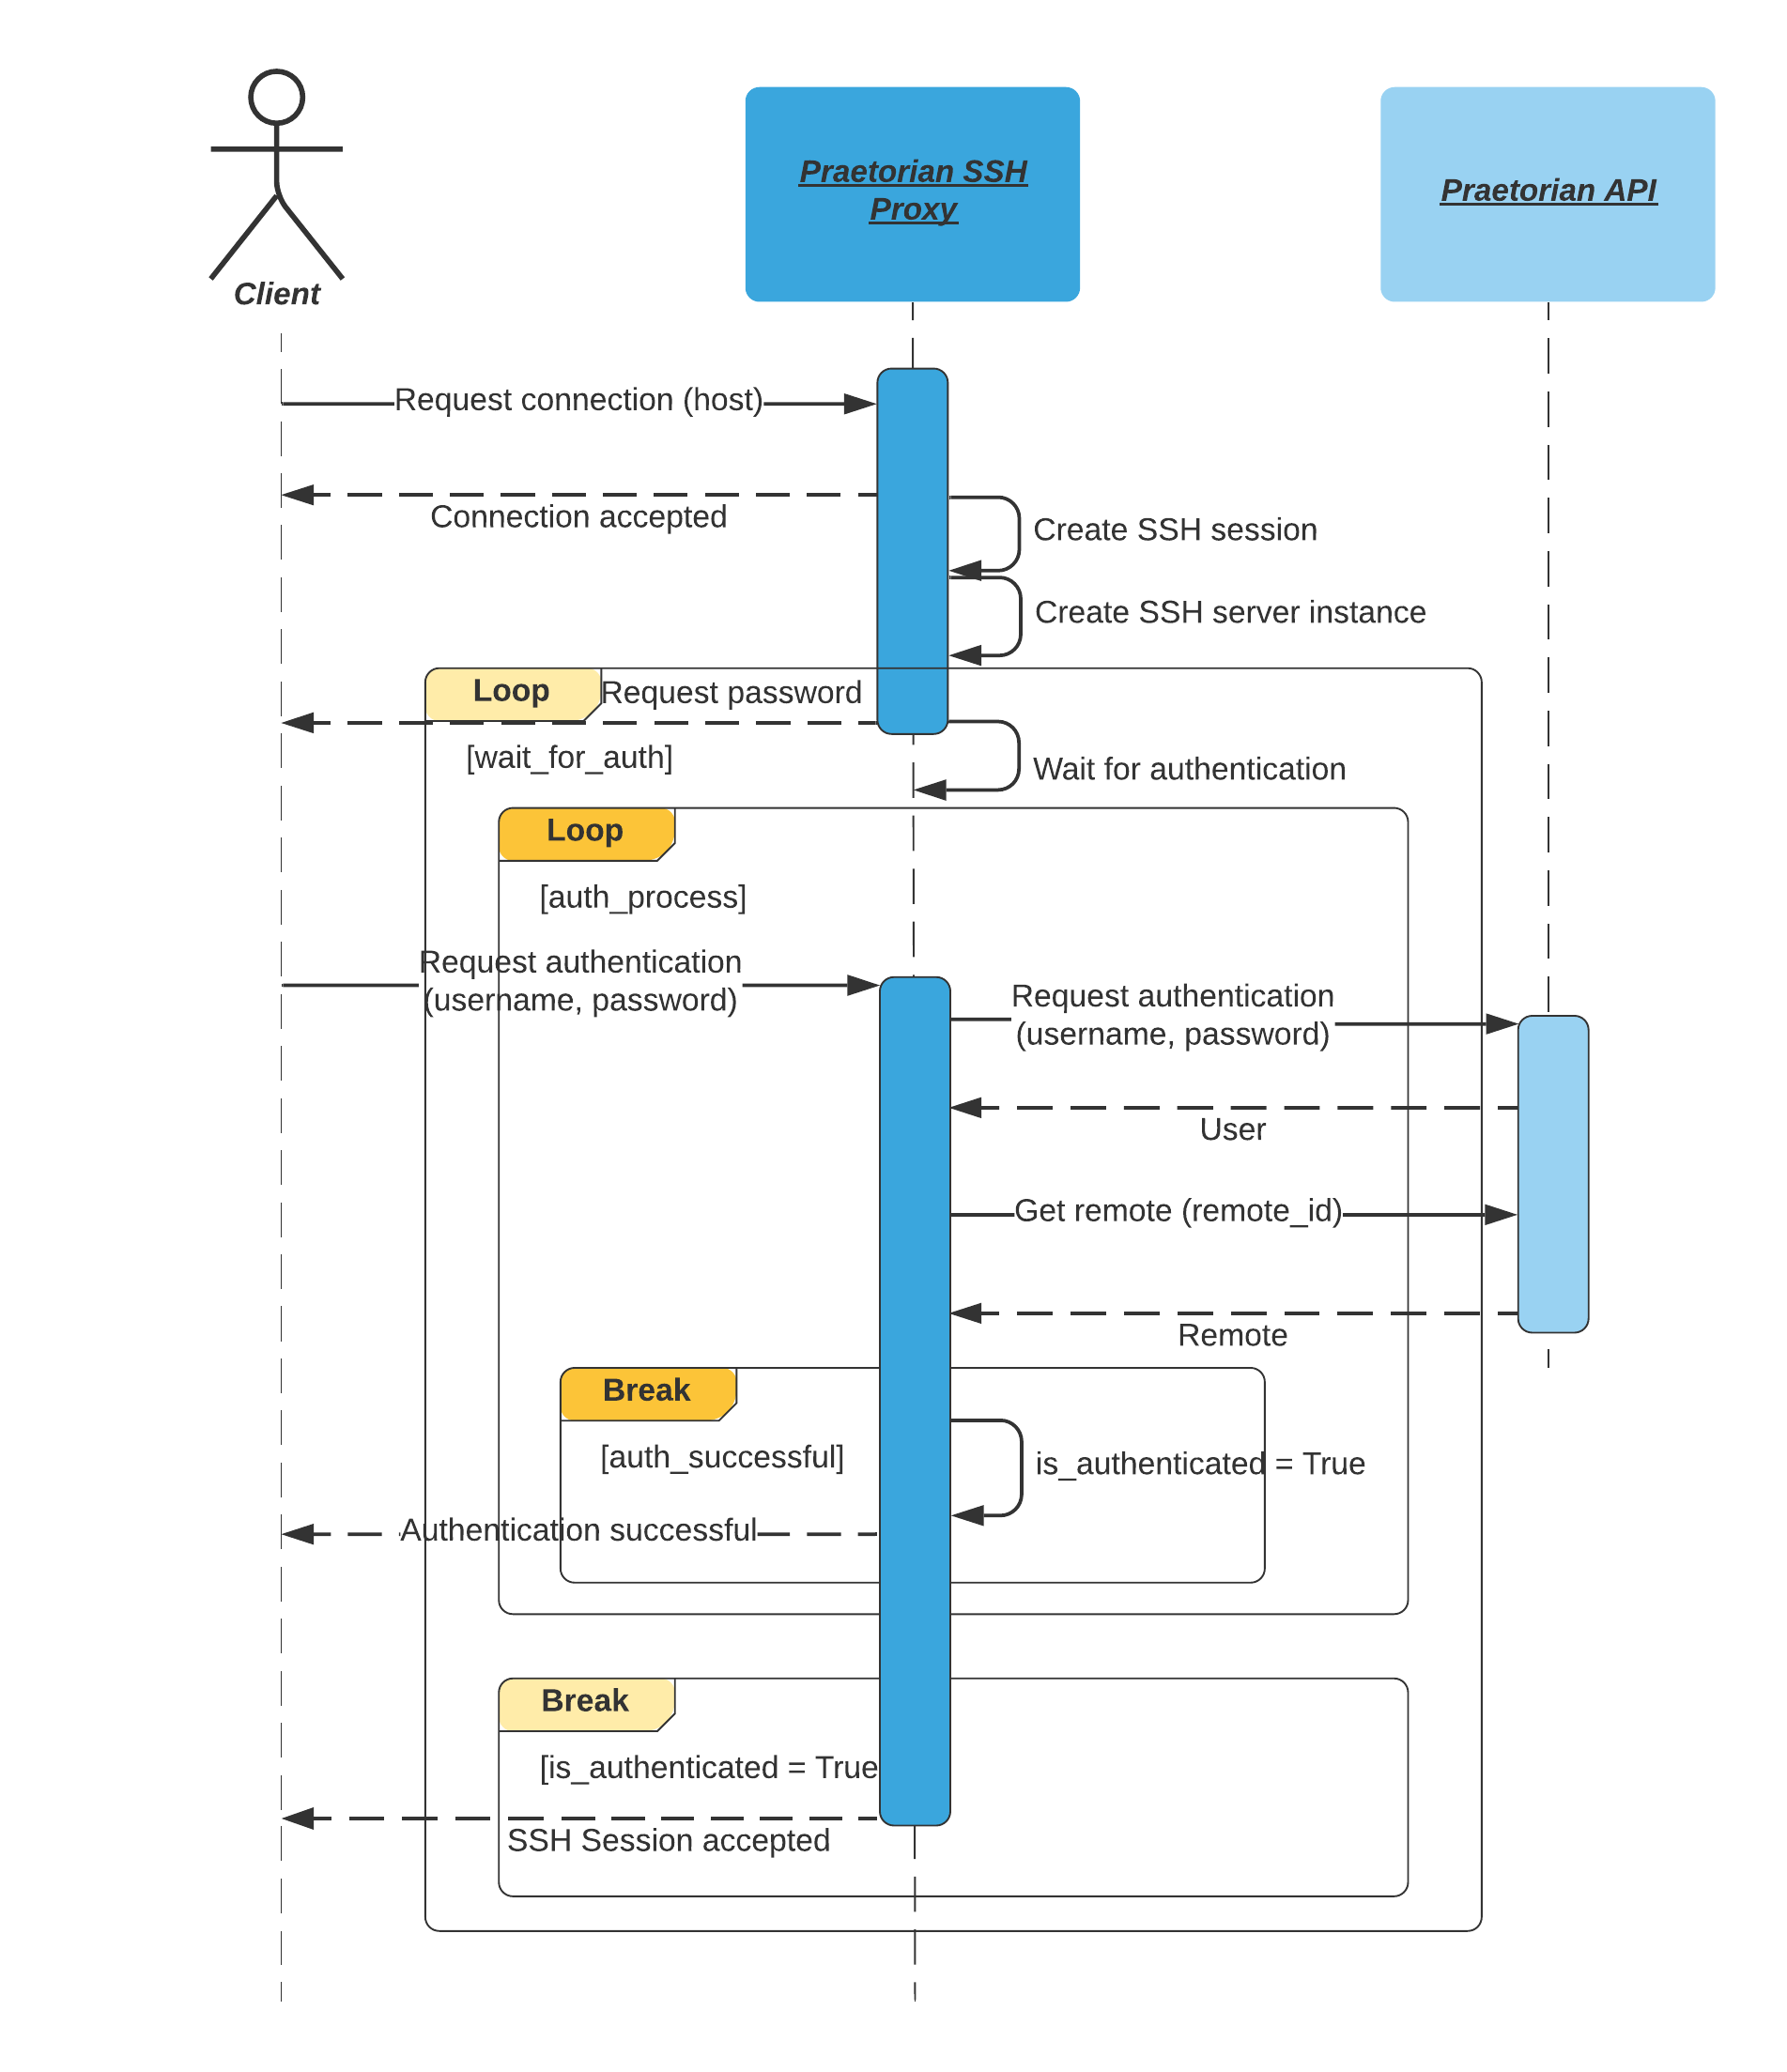 Client
Praetorian SSH
Proxy
Praetorian API
Request connection (host)
Connection accepted
Create SSH session
Create SSH server instance
Loop
Request password
[wait_for_auth]
Wait for authentication
Loop
[auth_process]
Request authentication
(username, password)
Request authentication
(username, password)
User
Get remote (remote_id)
Remote
Break
[auth_successful]
is_authenticated = True
Authentication successful
Break
[is_authenticated = True
SSH Session accepted